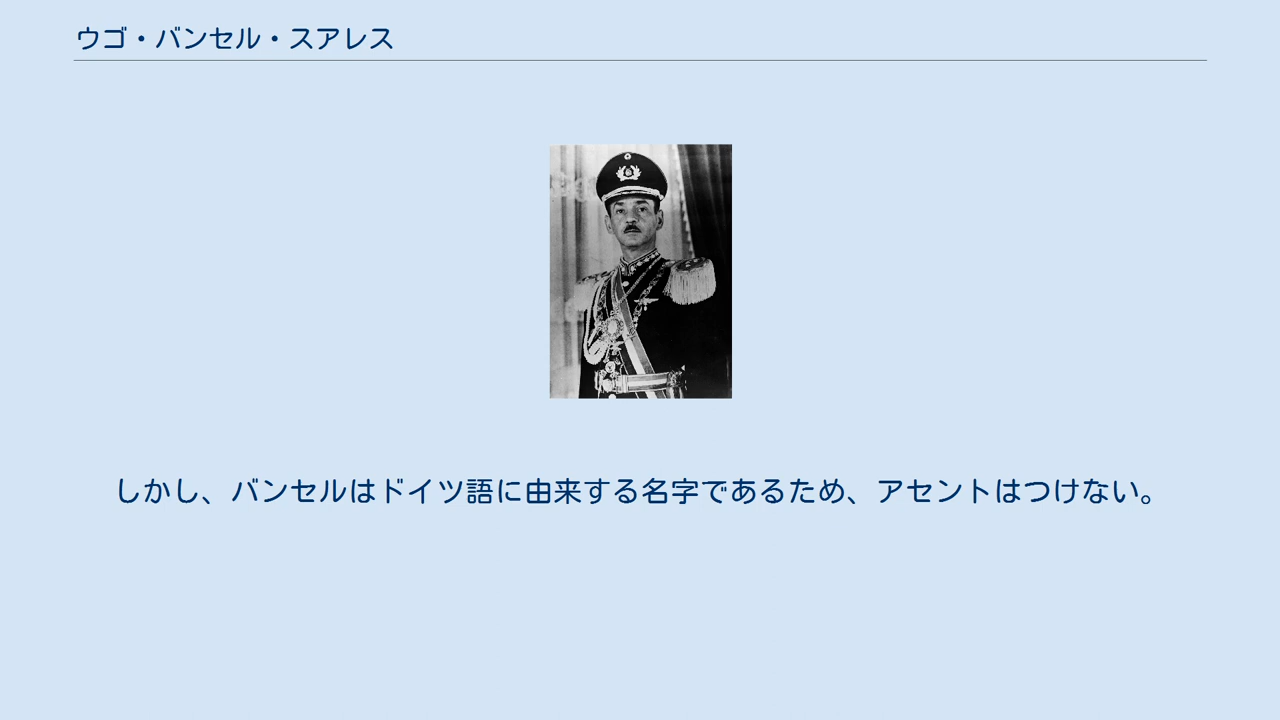 ウゴ・バンセル・スアレス
しかし、バンセルはドイツ語に由来する名字であるため、アセントはつけない。